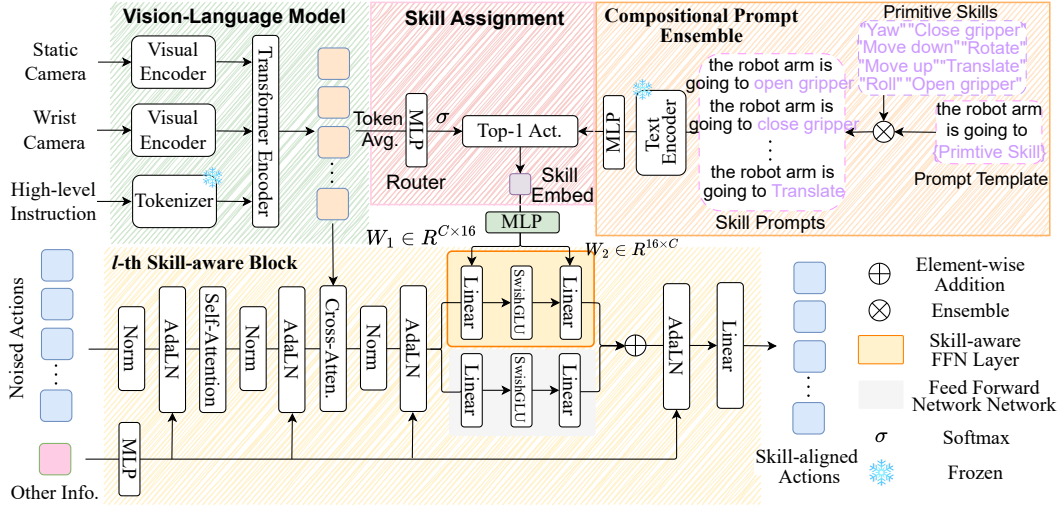 Vision-Language Model
Static
Camera
Visual
Encoder
Wrist
Camera
Visual
Encoder
High-level
Instruction
Tokenizer
Transformer Encoder
Skill Assignment
Token
Avg.
MLP
σ
Router
Top-1 Act.
Skill
Embed
MLP
Compositional Prompt
Ensemble
MLP
Text
Encoder
the robot arm is
going to open gripper
the robot arm is
going to close gripper
the robot arm is
going to Translate
Skill Prompts
Primitive Skills
"Yaw" "Close gripper"
"Move down" "Rotate"
"Move up" "Translate"
"Roll" "Open gripper"
the robot arm
is going to
{Primtive Skill}
Prompt Template
W₁ ∈ R^{C×16}
W₂ ∈ R^{16×C}
l-th Skill-aware Block
Noised Actions
Other Info.
MLP
Norm
AdaLN
Self-Attention
Norm
AdaLN
Cross-Atten.
Norm
AdaLN
Linear
SwishGLU
Linear
Linear
SwishGLU
Linear
AdaLN
Linear
Skill-aligned
Actions
Element-wise
Addition
Ensemble
Skill-aware
FFN Layer
Feed Forward
Network Network
σ
Softmax
Frozen